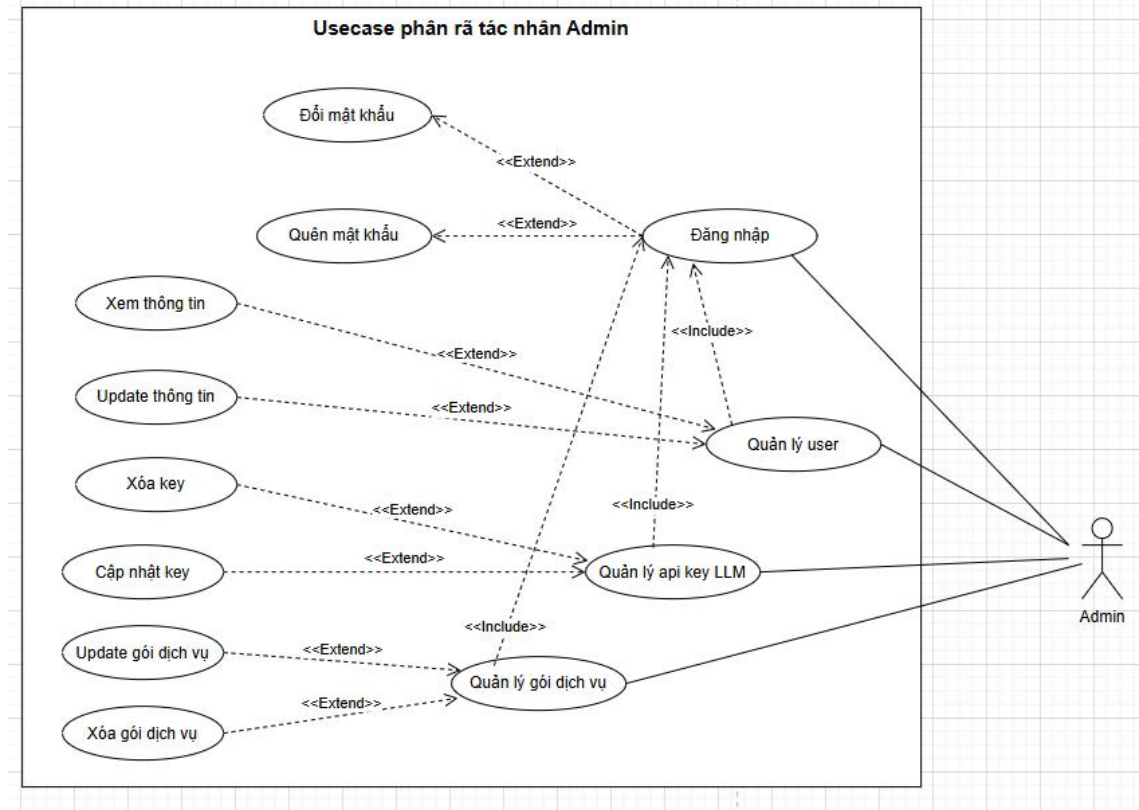 Usecase phân rã tác nhân Admin
Đổi mật khẩu
<<Extend>>
Quên mật khẩu
<<Extend>>
Đăng nhập
Xem thông tin
<<Include>>
<<Extend>>
Update thông tin
<<Extend>>
Quản lý user
Xóa key
<<Extend>>
<<Include>>
Cập nhật key
<<Extend>>
Quản lý api key LLM
Admin
<<Include>>
Update gói dịch vụ
<<Extend>>
Quản lý gói dịch vụ
<<Extend>>
Xóa gói dịch vụ